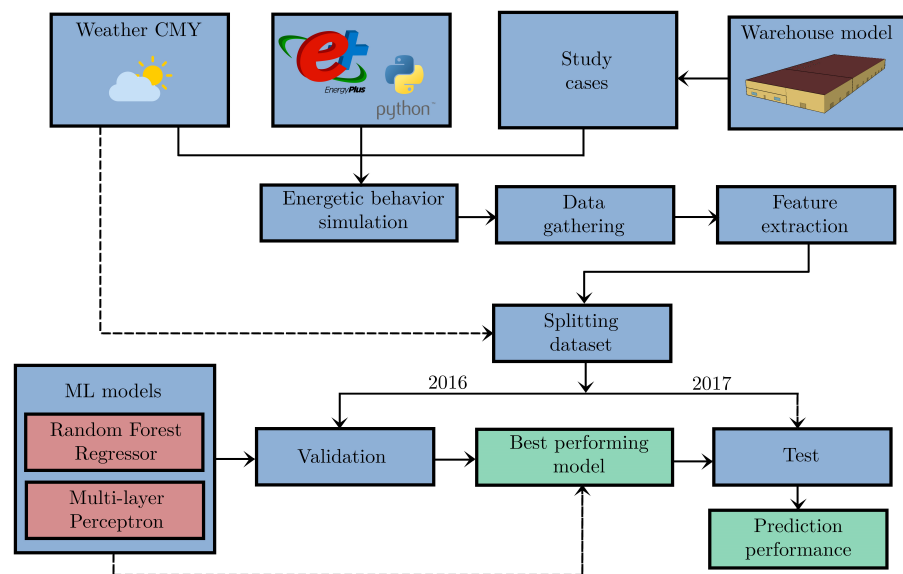 Weather CMY
e+
EnergyPlus
python™
Study
cases
Warehouse model
Energetic behavior
simulation
Data
gathering
Feature
extraction
Splitting
dataset
2016
2017
ML models
Random Forest
Regressor
Multi-layer
Perceptron
Validation
Best performing
model
Test
Prediction
performance